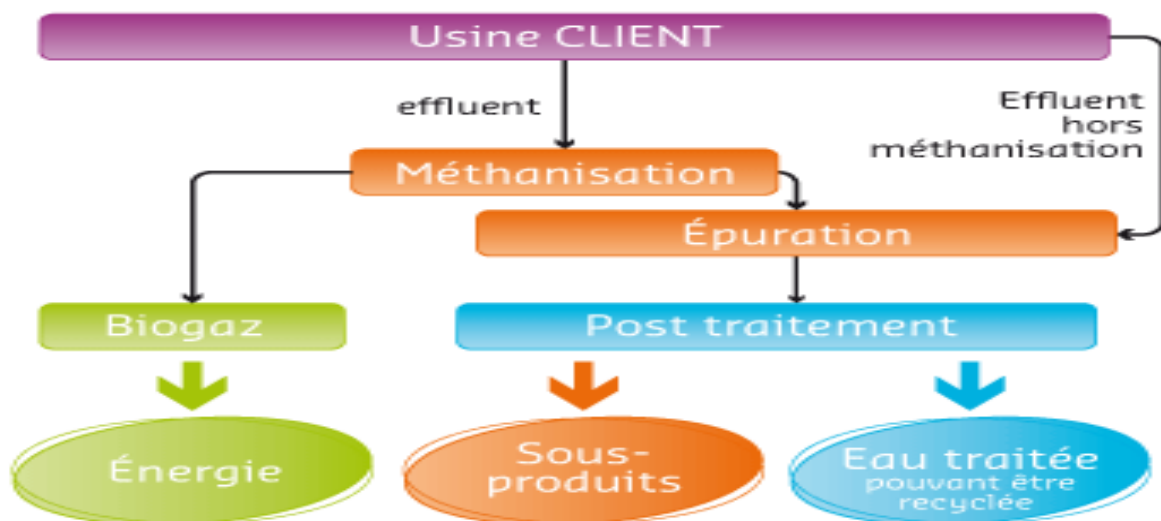 Usine CLIENT
effluent
Effluent
hors
méthanisation
Méthanisation
Épuration
Biogaz
Post traitement
Énergie
Sous-
produits
Eau traitée
pouvant être
recyclée